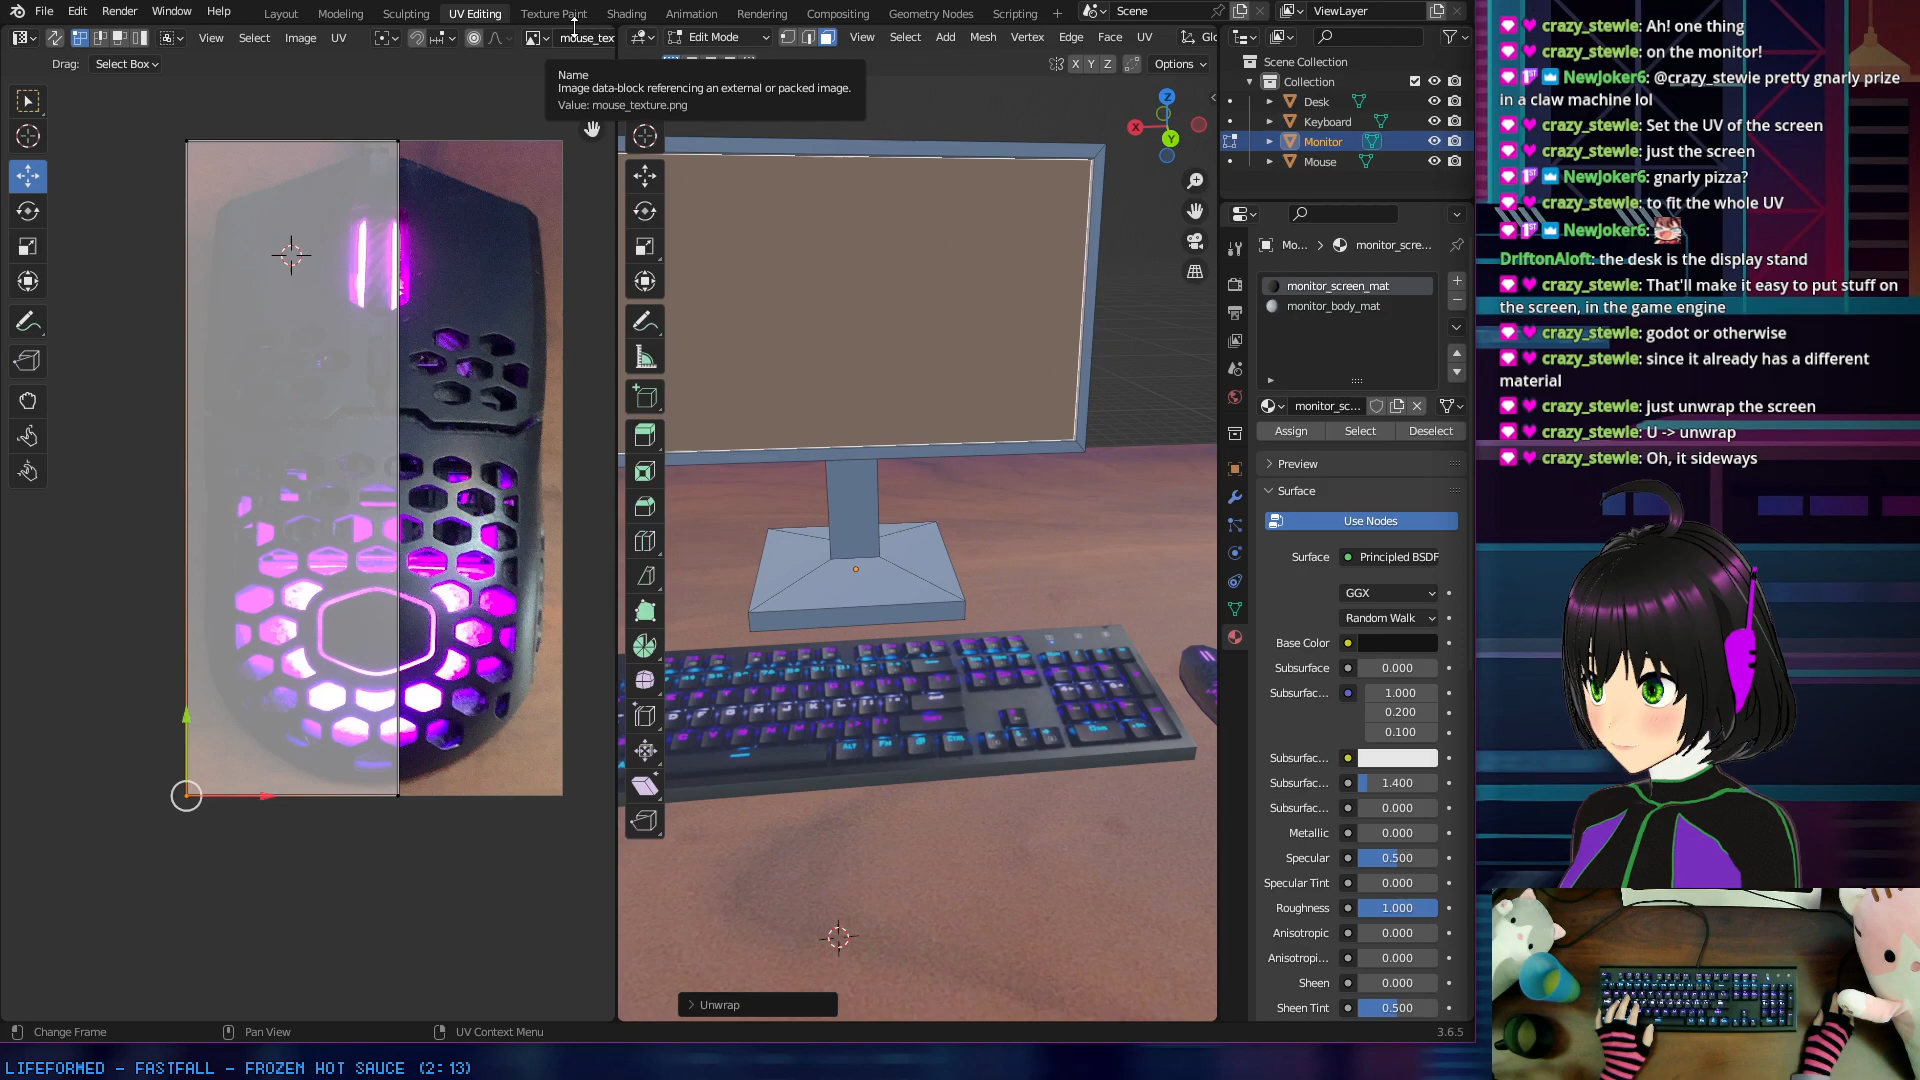 File Edit Render Window Help
Layout Modeling Sculpting UV Editing Texture Paint Shading Animation Rendering Compositing Geometry Nodes Scripting +
Scene
ViewLayer
View Select Image UV
mouse_tex
Edit Mode
View Select Add Mesh Vertex Edge Face UV
Glo
Drag: Select Box
X Y Z
Options
Name
Image data-block referencing an external or packed image.
Value: mouse_texture.png
Z
X
Y
Scene Collection
Collection
Desk
Keyboard
Monitor
Mouse
Mo... > monitor_scre...
monitor_screen_mat
monitor_body_mat
monitor_sc...
Assign Select Deselect
Preview
Surface
Use Nodes
Surface Principled BSDF
GGX
Random Walk
Base Color
Subsurface 0.000
Subsurfac... 1.000
0.200
0.100
Subsurfac...
Subsurfac... 1.400
Subsurfac... 0.000
Metallic 0.000
Specular 0.500
Specular Tint 0.000
Roughness 1.000
Anisotropic 0.000
Anisotropi... 0.000
Sheen 0.000
Sheen Tint 0.500
Unwrap
Change Frame
Pan View
UV Context Menu
3.6.5
crazy_stewie: Ah! one thing
crazy_stewie: on the monitor!
NewJoker6: @crazy_stewie pretty gnarly prize
in a claw machine lol
crazy_stewie: Set the UV of the screen
crazy_stewie: just the screen
NewJoker6: gnarly pizza?
crazy_stewie: to fit the whole UV
NewJoker6:
DriftonAloft: the desk is the display stand
crazy_stewie: That'll make it easy to put stuff on
the screen, in the game engine
crazy_stewie: godot or otherwise
crazy_stewie: since it already has a different
material
crazy_stewie: just unwrap the screen
crazy_stewie: U -> unwrap
crazy_stewie: Oh, it sideways
LIFEFORMED - FASTFALL - FROZEN HOT SAUCE (2:13)